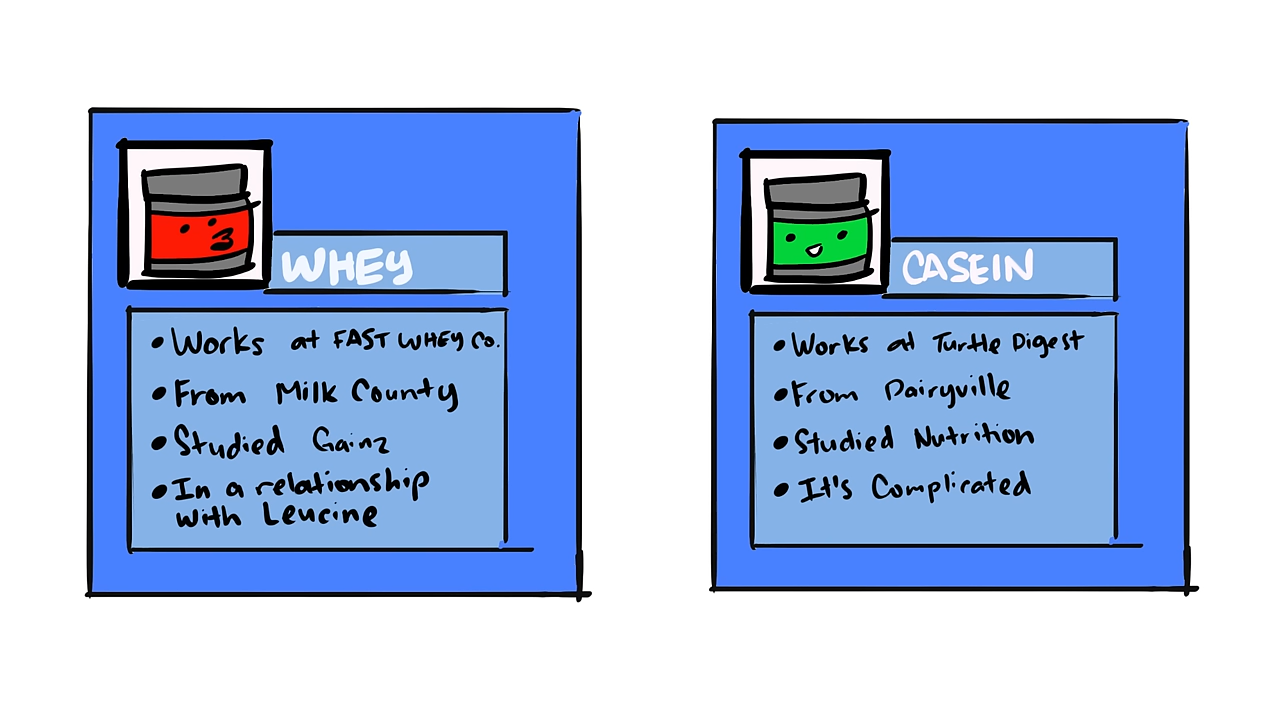 WHEY
• Works at FAST WHEY Co.
• From Milk County
• Studied Gainz
• In a relationship
with Leucine
CASEIN
• Works at Turtle Digest
• From Dairyville
• Studied Nutrition
• It's Complicated